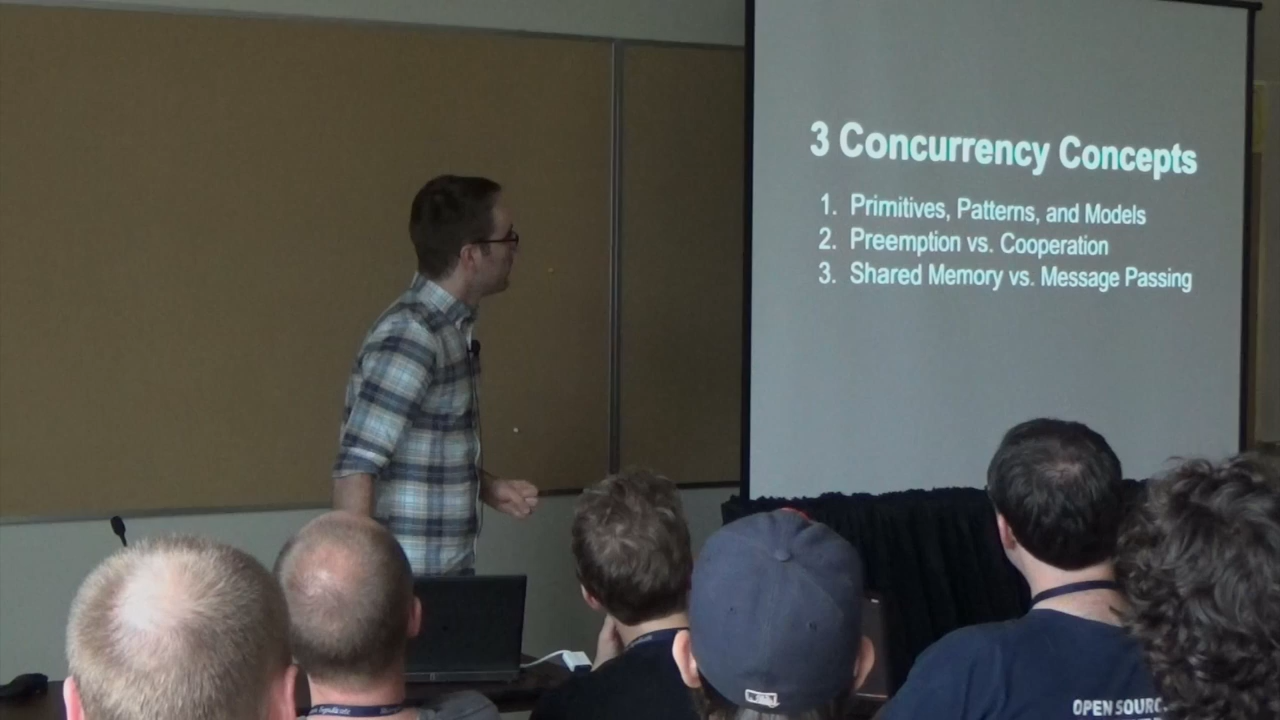 3 Concurrency Concepts
1. Primitives, Patterns, and Models
2. Preemption vs. Cooperation
3. Shared Memory vs. Message Passing
OPEN SOURC